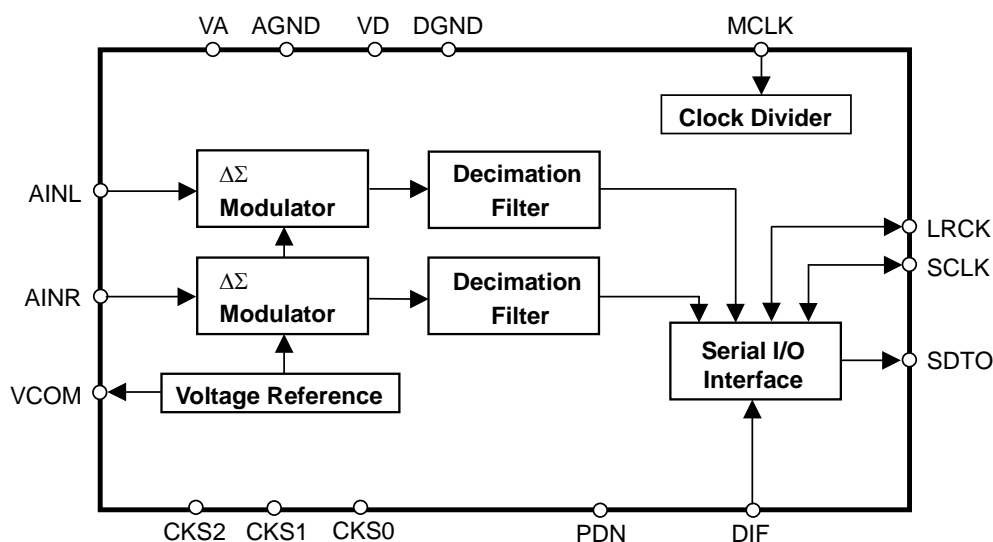 VA AGND VD DGND MCLK
Clock Divider
AINL
ΔΣ
Modulator
Decimation
Filter
LRCK
SCLK
AINR
ΔΣ
Modulator
Decimation
Filter
Serial I/O
Interface
SDTO
VCOM
Voltage Reference
CKS2 CKS1 CKS0 PDN DIF